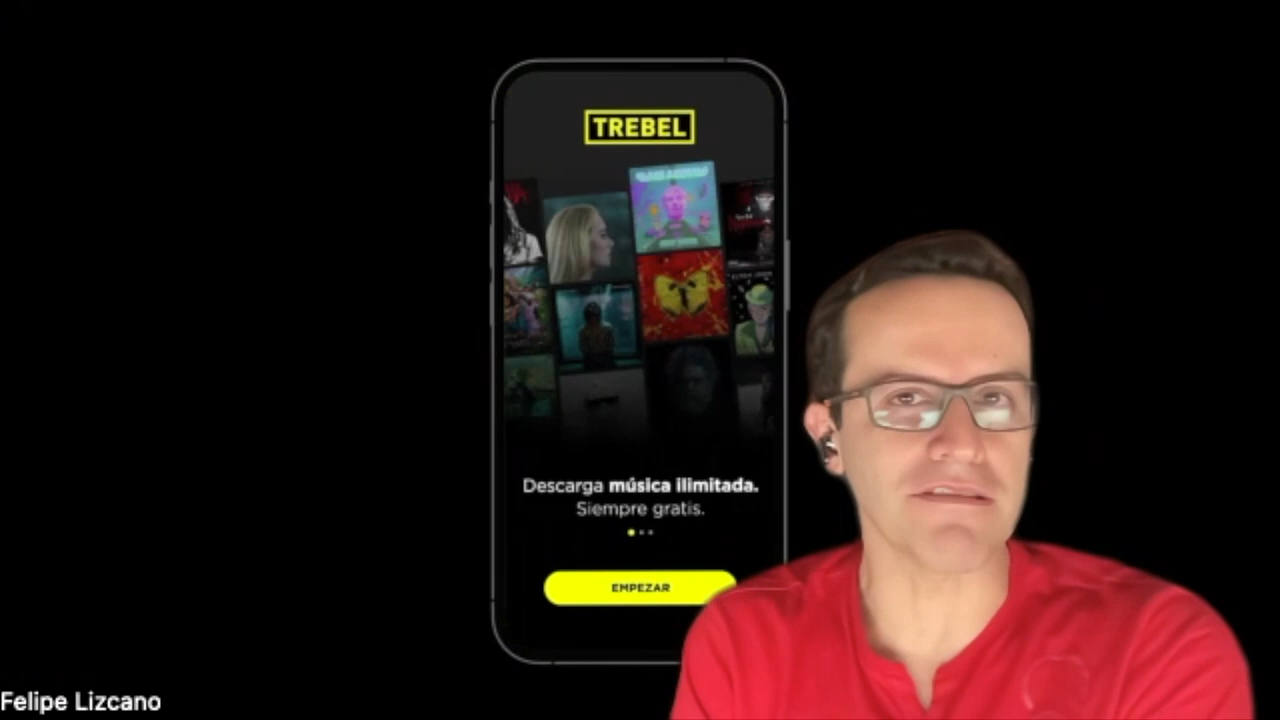 TREBEL
Descarga música ilimitada.
Siempre gratis.
EMPEZAR
Felipe Lizcano